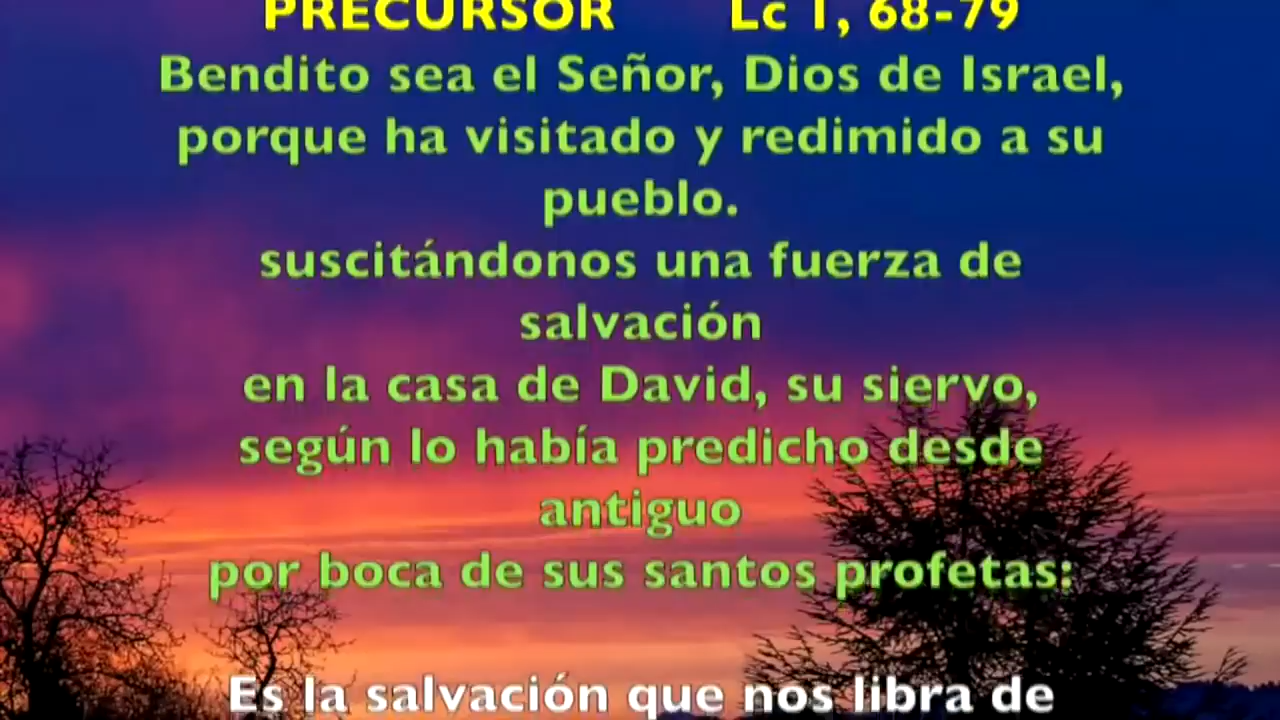 PRECURSOR Lc 1, 68-79
Bendito sea el Señor, Dios de Israel,
porque ha visitado y redimido a su
pueblo.
suscitándonos una fuerza de
salvación
en la casa de David, su siervo,
según lo había predicho desde
antiguo
por boca de sus santos profetas:
Es la salvación que nos libra de